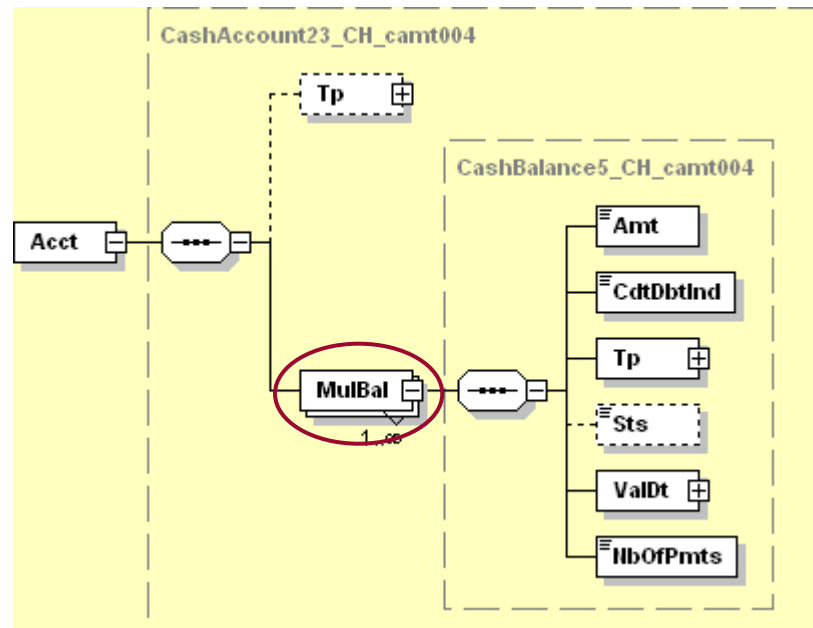 CashAccount23_CH_camt004
Tp
CashBalance5_CH_camt004
Amt
Acct
CdtDbtInd
Tp
MulBal
Sts
1..∞
ValDt
NbOfPmts